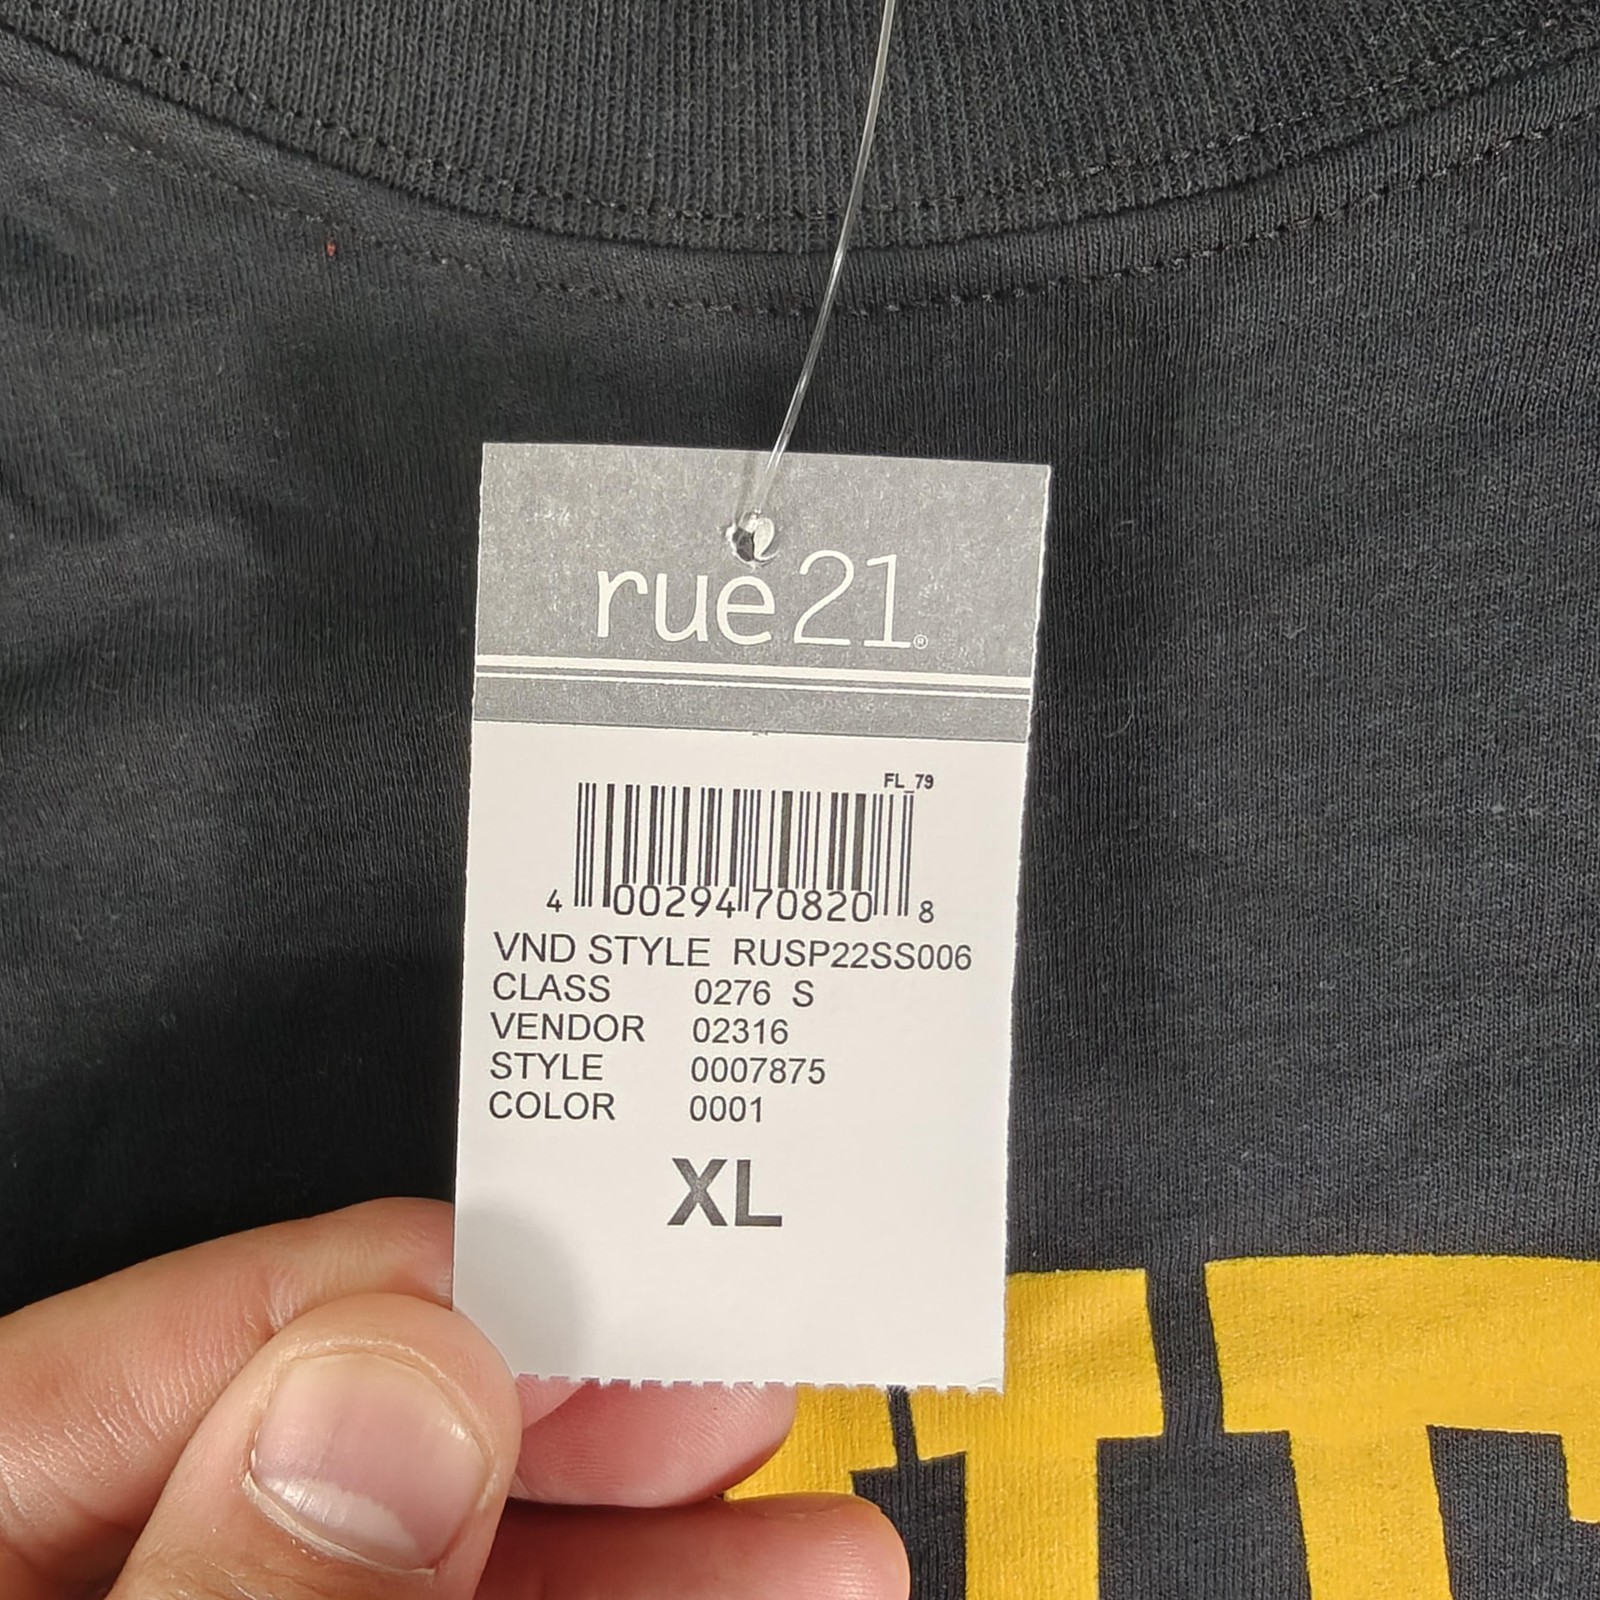 rue21®
FL_79
4 00294 70820 8
VND STYLE RUSP22SS006
CLASS 0276 S
VENDOR 02316
STYLE 0007875
COLOR 0001
XL